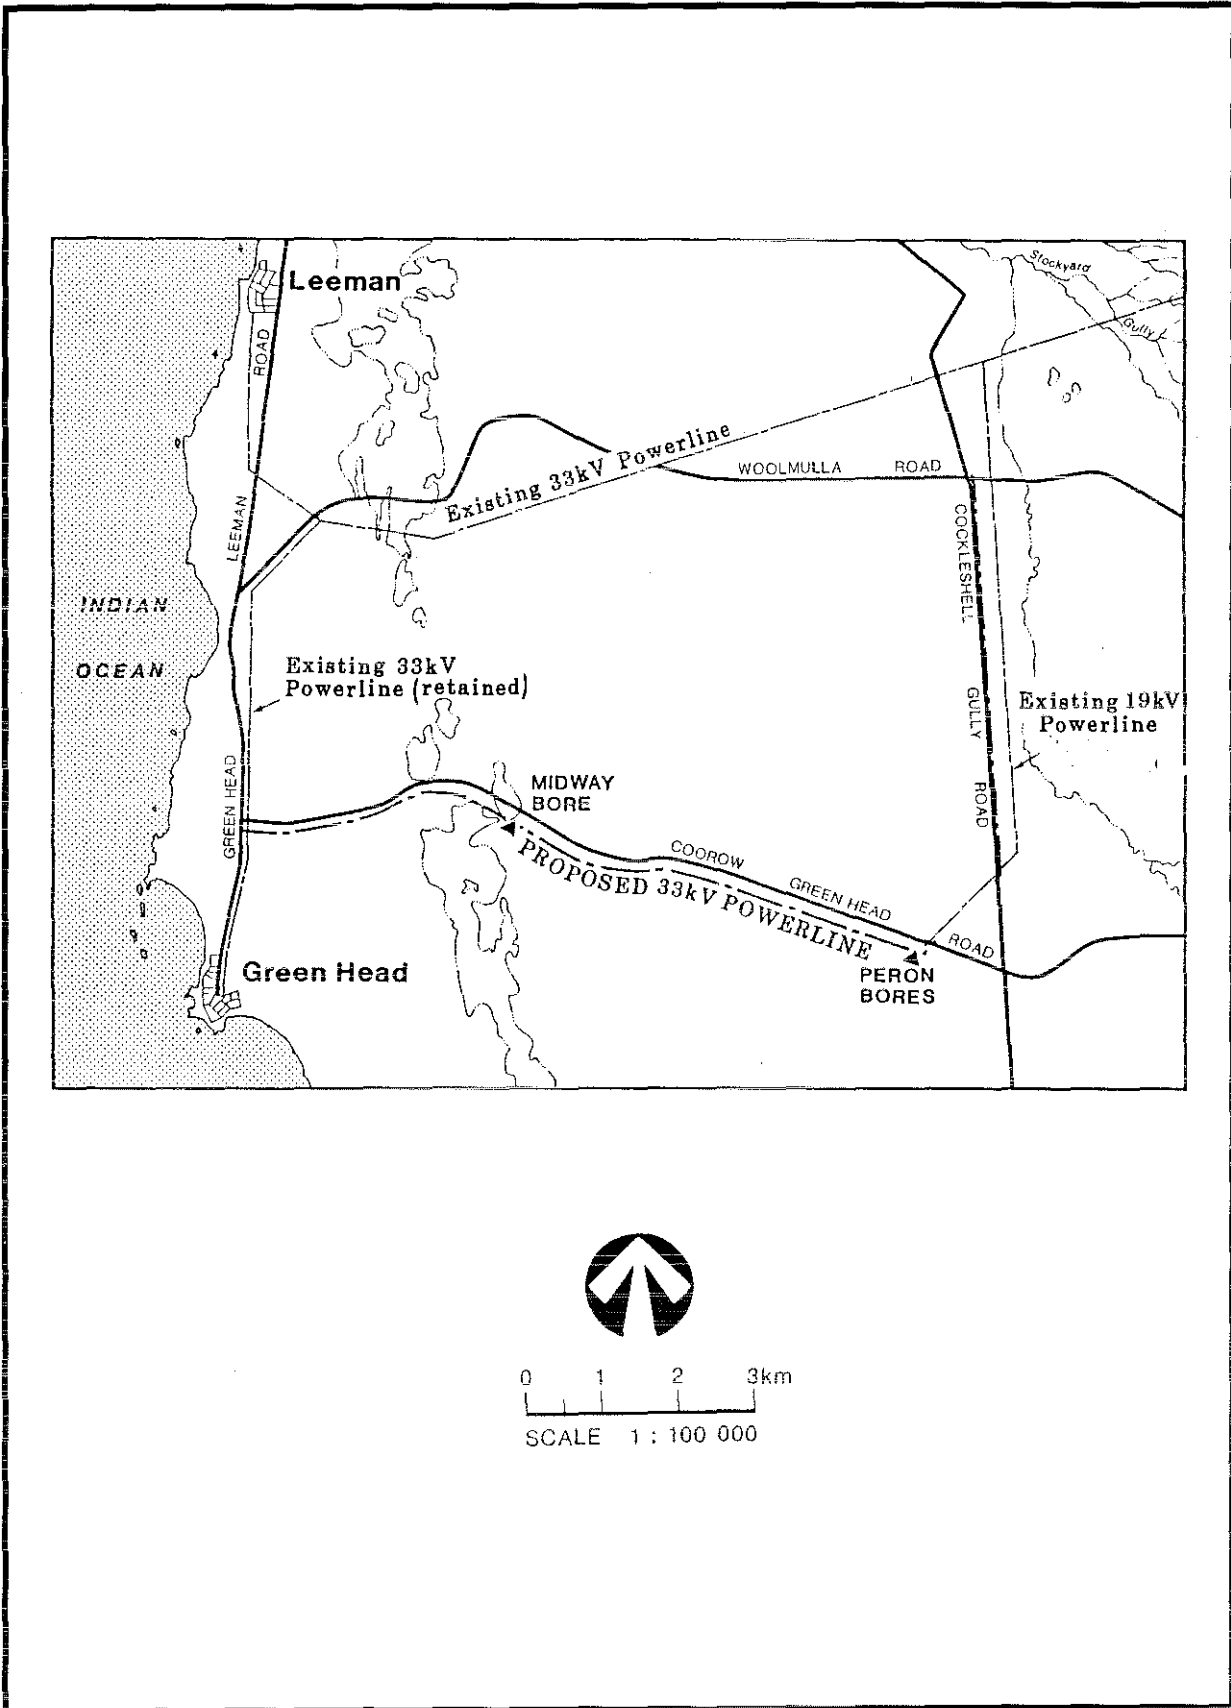 Leeman
Stockyard
Gully
ROAD
Existing 33kV Powerline
WOOLMULLA ROAD
LEEMAN
COCKLESHELL
INDIAN
OCEAN
Existing 33kV
Powerline (retained)
GULLY
Existing 19kV
Powerline
GREEN HEAD
MIDWAY
BORE
ROAD
PROPOSED 33kV POWERLINE
COOROW
GREEN HEAD
ROAD
Green Head
PERON
BORES
0 1 2 3km
SCALE 1 : 100 000